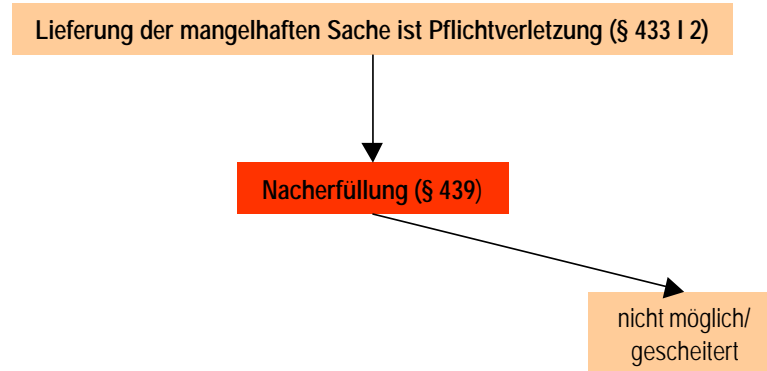 Lieferung der mangelhaften Sache ist Pflichtverletzung (§ 433 I 2)
Nacherfüllung (§ 439)
nicht möglich/
gescheitert